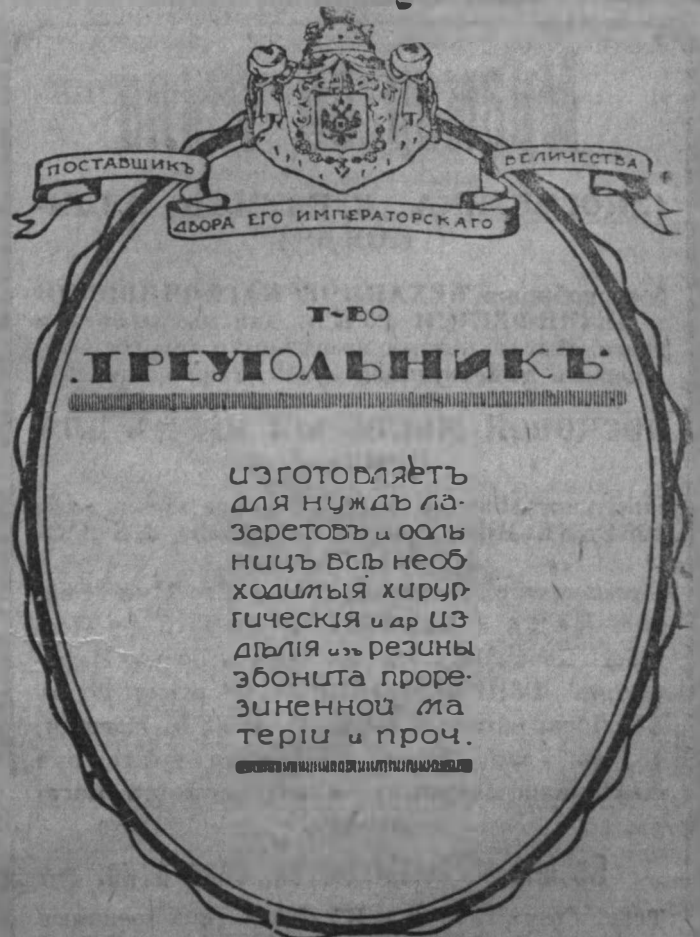 ПОСТАВЩИКЪ
ДВОРА ЕГО ИМПЕРАТОРСКАГО
ВЕЛИЧЕСТВА
Т-ВО
„ТРЕУГОЛЬНИКЪ“
изготовляетъ
для нуждъ ла-
заретовъ и боль
ницъ всѣ необ
ходимыя хирур-
гическія и др из
дѣлія изъ резины
эбонита проре-
зиненной ма
теріи и проч.